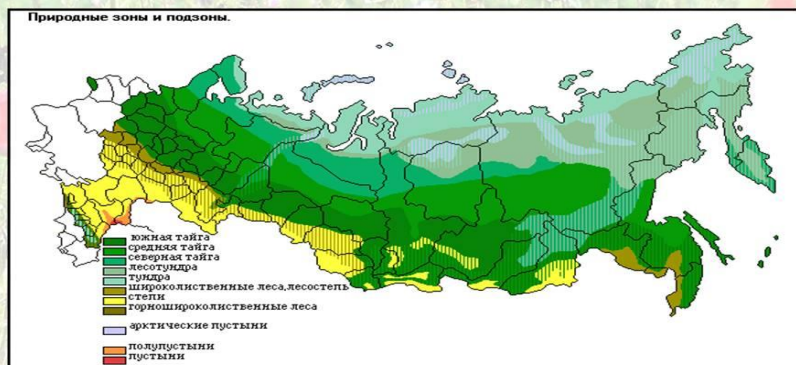 Природные зоны и подзоны.
южная тайга
средняя тайга
северная тайга
лесотундра
тундра
широколиственные леса,лесостепь
степи
горношироколиственные леса
арктические пустыни
полупустыни
пустыни